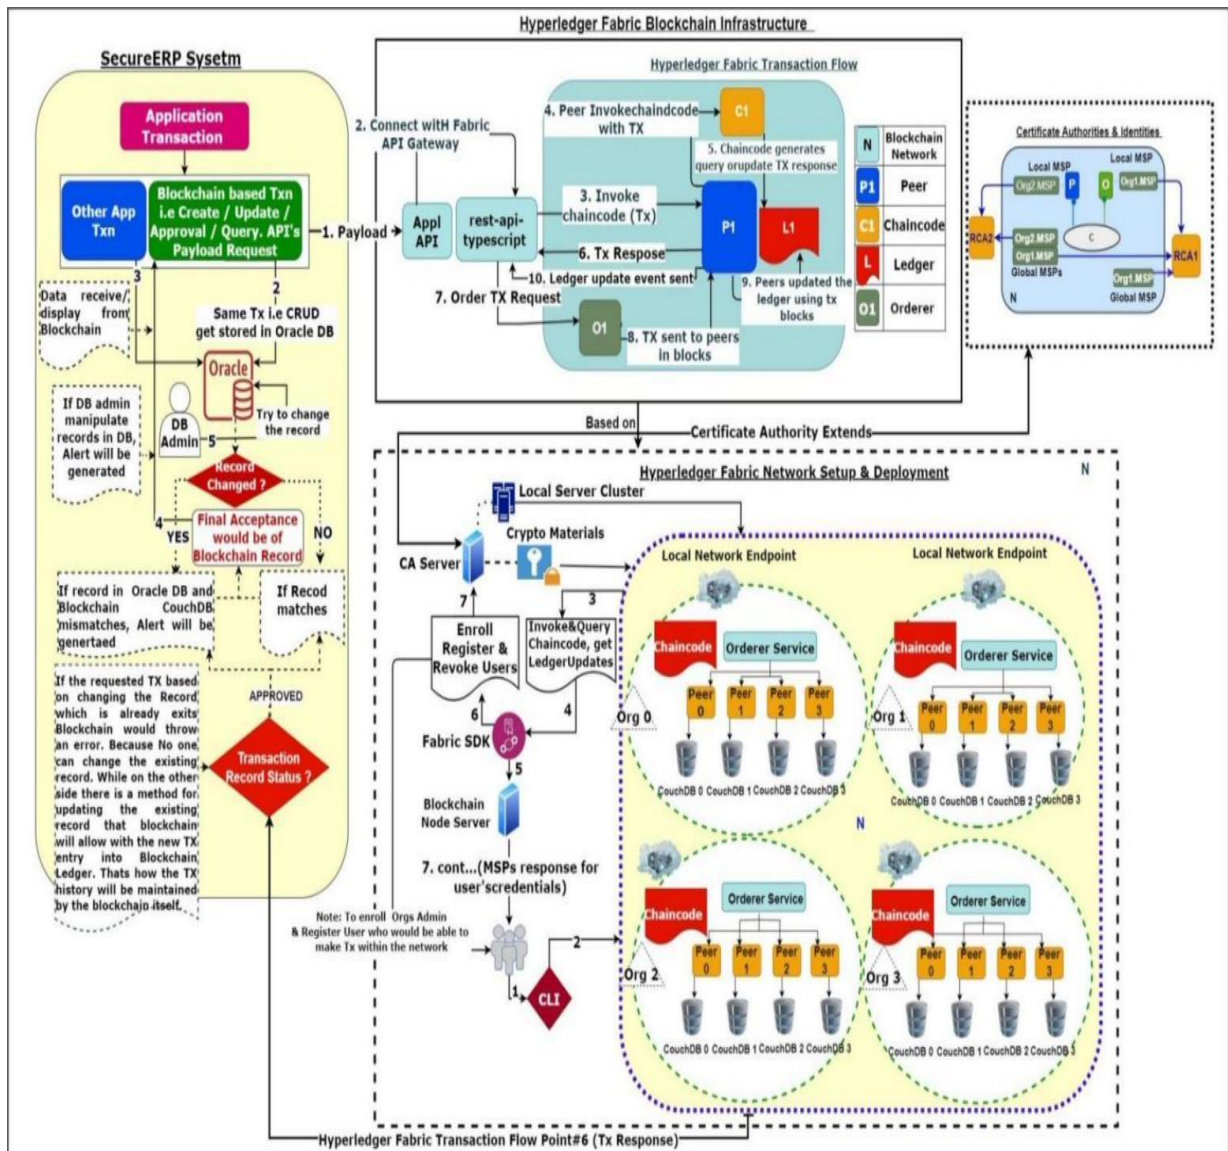 Hyperledger Fabric Blockchain Infrastructure
SecureERP Sysetm
Application
Transaction
Other App
Txn
Blockchain based Txn
i.e Create / Update /
Approval / Query. API's
Payload Request
1. Payload
3
2
Data receive/
display from
Blockchain
Same Tx i.e CRUD
get stored in Oracle DB
Oracle
If DB admin
manipulate
records in DB,
Alert will be
generated
DB
Admin
5
Try to change
the record
Record
Changed ?
4
YES
NO
Final Acceptance
would be of
Blockchain Record
If record in Oracle DB and
Blockchain CouchDB
mismatches, Alert will be
genertaed
If Recod
matches
If the requested TX based
on changing the Record
which is already exits
Blockchain would throw
an error. Because No one
can change the existing
record. While on the other
side there is a method for
updating the existing
record that blockchain
will allow with the new TX
entry into Blockchain
Ledger. Thats how the TX
history will be maintained
by the blockchain itself.
APPROVED
Transaction
Record Status ?
Hyperledger Fabric Transaction Flow
2. Connect witH Fabric
API Gateway
Appl
API
rest-api-
typescript
4. Peer Invokechaindcode
with TX
C1
5. Chaincode generates
query orupdate TX response
3. Invoke
chaincode (Tx)
P1
L1
6. Tx Respose
10. Ledger update event sent
7. Order TX Request
O1
8. TX sent to peers
in blocks
9. Peers updated the
ledger using tx
blocks
N
Blockchain
Network
P1
Peer
C1
Chaincode
L
Ledger
O1
Orderer
Certificate Authorities & Identities
Local MSP
Local MSP
Org2.MSP
P
O
Org1.MSP
RCA2
C
Org2.MSP
Org1.MSP
RCA1
Global MSPs
Org1.MSP
Global MSP
N
Based on
Certificate Authority Extends
Hyperledger Fabric Network Setup & Deployment
N
Local Server Cluster
Crypto Materials
CA Server
7
3
Enroll
Register &
Revoke Users
Invoke&Query
Chaincode, get
LedgerUpdates
6
4
Fabric SDK
5
Blockchain
Node Server
7. cont...(MSPs response for
user'scredentials)
Note: To enroll Orgs Admin
& Register User who would be able to
make Tx within the network
1
CLI
2
Local Network Endpoint
Chaincode
Orderer Service
Org 0
Peer
0
Peer
1
Peer
2
Peer
3
CouchDB 0
CouchDB 1
CouchDB 2
CouchDB 3
Local Network Endpoint
Chaincode
Orderer Service
Org 1
Peer
0
Peer
1
Peer
2
Peer
3
CouchDB 0
CouchDB 1
CouchDB 2
CouchDB 3
N
Chaincode
Orderer Service
Org 2
Peer
0
Peer
1
Peer
2
Peer
3
CouchDB 0
CouchDB 1
CouchDB 2
CouchDB 3
Chaincode
Orderer Service
Org 3
Peer
0
Peer
1
Peer
2
Peer
3
CouchDB 0
CouchDB 1
CouchDB 2
CouchDB 3
Hyperledger Fabric Transaction Flow Point#6 (Tx Response)